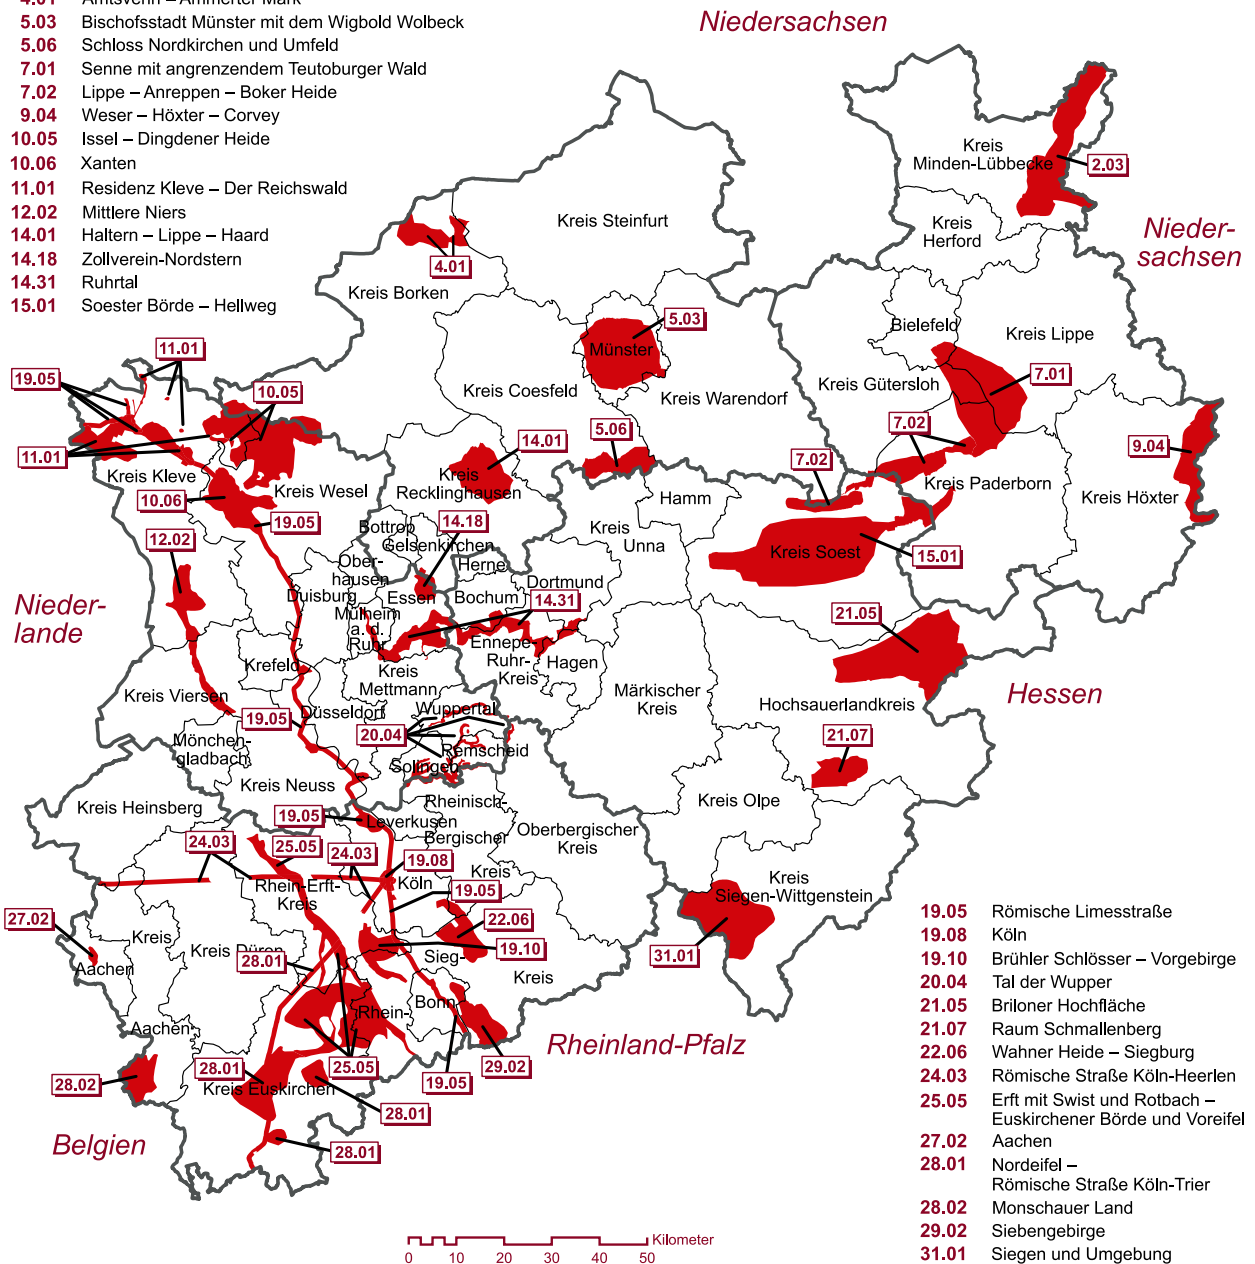 4.01 Amtsvenn – Ammerter Mark
5.03 Bischofsstadt Münster mit dem Wigbold Wolbeck
5.06 Schloss Nordkirchen und Umfeld
7.01 Senne mit angrenzendem Teutoburger Wald
7.02 Lippe – Anreppen – Boker Heide
9.04 Weser – Höxter – Corvey
10.05 Issel – Dingdener Heide
10.06 Xanten
11.01 Residenz Kleve – Der Reichswald
12.02 Mittlere Niers
14.01 Haltern – Lippe – Haard
14.18 Zollverein-Nordstern
14.31 Ruhrtal
15.01 Soester Börde – Hellweg
Niedersachsen
Kreis
Minden-Lübbecke
2.03
Kreis
Herford
Nieder-
sachsen
Kreis Steinfurt
4.01
Kreis Borken
5.03
Münster
Bielefeld
Kreis Lippe
Kreis Coesfeld
Kreis Warendorf
Kreis Gütersloh
7.01
11.01
19.05
10.05
11.01
Kreis Kleve
10.06
Kreis Wesel
19.05
14.01
Kreis
Recklinghausen
5.06
7.02
7.02
Kreis Paderborn
9.04
Kreis Höxter
Hamm
Kreis
Unna
Kreis Soest
15.01
12.02
Bottrop
14.18
Gelsenkirchen
Herne
Ober-
hausen
Duisburg
Essen
Bochum
Dortmund
14.31
Mülheim
a. d.
Ruhr
Nieder-
lande
Krefeld
Kreis
Mettmann
Ennepe-
Ruhr-
Kreis
Hagen
21.05
Kreis Viersen
Märkischer
Kreis
Hochsauerlandkreis
Hessen
19.05
Düsseldorf
Wuppertal
20.04
Remscheid
Solingen
21.07
Mönchen-
gladbach
Kreis Neuss
Kreis Heinsberg
Kreis Olpe
19.05
Leverkusen
Rheinisch-
Bergischer
Kreis
Oberbergischer
Kreis
24.03
25.05
24.03
19.08
Köln
19.05
Rhein-Erft-
Kreis
Kreis
Siegen-Wittgenstein
31.01
27.02
Aachen
Kreis
Aachen-
Kreis Düren
28.01
22.06
19.10
Sieg-
Kreis
Bonn
Rhein-
Rheinland-Pfalz
28.02
28.01
25.05
19.05
29.02
Kreis Euskirchen
28.01
28.01
Belgien
19.05 Römische Limesstraße
19.08 Köln
19.10 Brühler Schlösser – Vorgebirge
20.04 Tal der Wupper
21.05 Briloner Hochfläche
21.07 Raum Schmallenberg
22.06 Wahner Heide – Siegburg
24.03 Römische Straße Köln-Heerlen
25.05 Erft mit Swist und Rotbach –
Euskirchener Börde und Voreifel
27.02 Aachen
28.01 Nordeifel –
Römische Straße Köln-Trier
28.02 Monschauer Land
29.02 Siebengebirge
31.01 Siegen und Umgebung
Kilometer
0 10 20 30 40 50